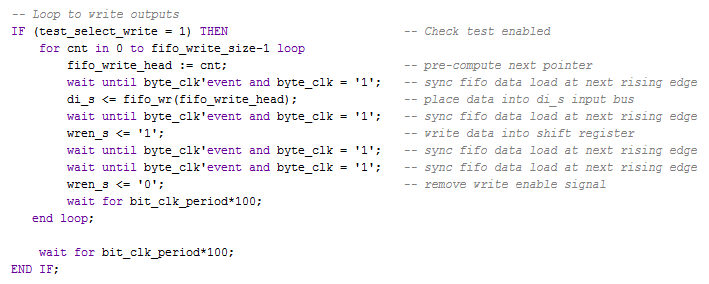 -- Loop to write outputs
IF (test_select_write = 1) THEN -- Check test enabled
for cnt in 0 to fifo_write_size-1 loop
fifo_write_head := cnt; -- pre-compute next pointer
wait until byte_clk'event and byte_clk = '1'; -- sync fifo data load at next rising edge
di_s <= fifo_wr(fifo_write_head); -- place data into di_s input bus
wait until byte_clk'event and byte_clk = '1'; -- sync fifo data load at next rising edge
wren_s <= '1'; -- write data into shift register
wait until byte_clk'event and byte_clk = '1'; -- sync fifo data load at next rising edge
wait until byte_clk'event and byte_clk = '1'; -- sync fifo data load at next rising edge
wren_s <= '0'; -- remove write enable signal
wait for bit_clk_period*100;
end loop;
wait for bit_clk_period*100;
END IF;